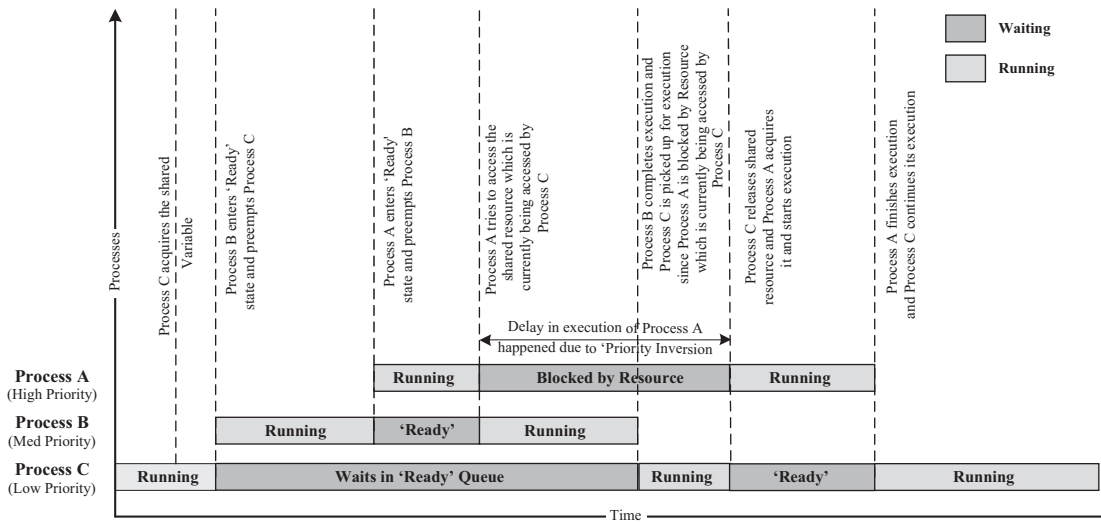 Waiting
Running
Processes
Process C acquires the shared
Variable
Process B enters ‘Ready’
state and preempts Process C
Process A enters ‘Ready'
state and preempts Process B
Process A tries to access the
shared resource which is
currently being accessed by
Process C
Process B completes execution and
Process C is picked up for execution
since Process A is blocked by Resource
which is currently being accessed by
Process C
Process C releases shared
resource and Process A acquires
it and starts execution
Process A finishes execution
and Process C continues its execution
Delay in execution of Process A
happened due to ‘Priority Inversion
Process A
(High Priority)
Running
Blocked by Resource
Running
Process B
(Med Priority)
Running
‘Ready’
Running
Process C
(Low Priority)
Running
Waits in ‘Ready’ Queue
Running
‘Ready’
Running
Time